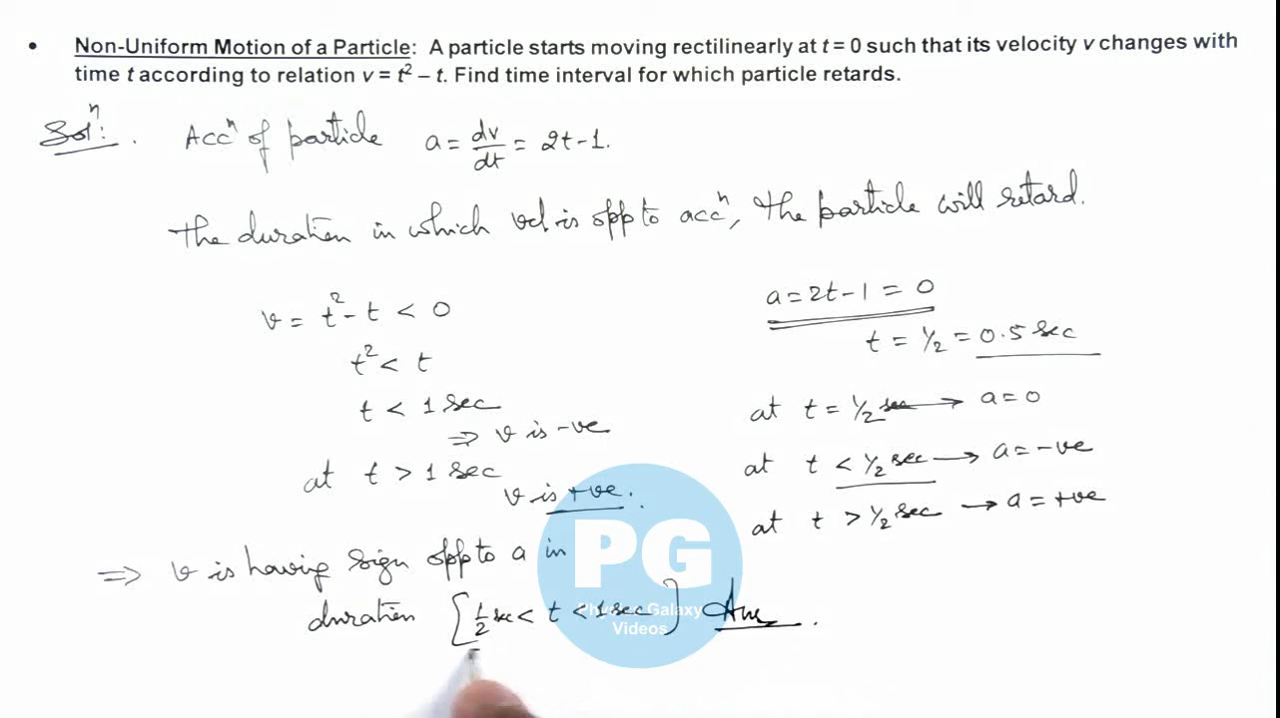 • Non-Uniform Motion of a Particle: A particle starts moving rectilinearly at t = 0 such that its velocity v changes with
time t according to relation v = t² – t. Find time interval for which particle retards.
Solⁿ: . Accⁿ of particle a = dv/dt = 2t-1.
The duration in which vel is opp to accⁿ, the particle will retard.
v = t² - t < 0
t² < t
t < 1 sec
⇒ v is -ve
at t > 1 sec
v is +ve.
a = 2t-1 = 0
t = 1/2 = 0.5 sec
at t = 1/2 sec → a = 0
at t < 1/2 sec → a = -ve
at t > 1/2 sec → a = +ve
⇒ v is having sign opp to a in
duration [1/2 sec < t < 1 sec] Ans.
PG
Physics Galaxy
Videos